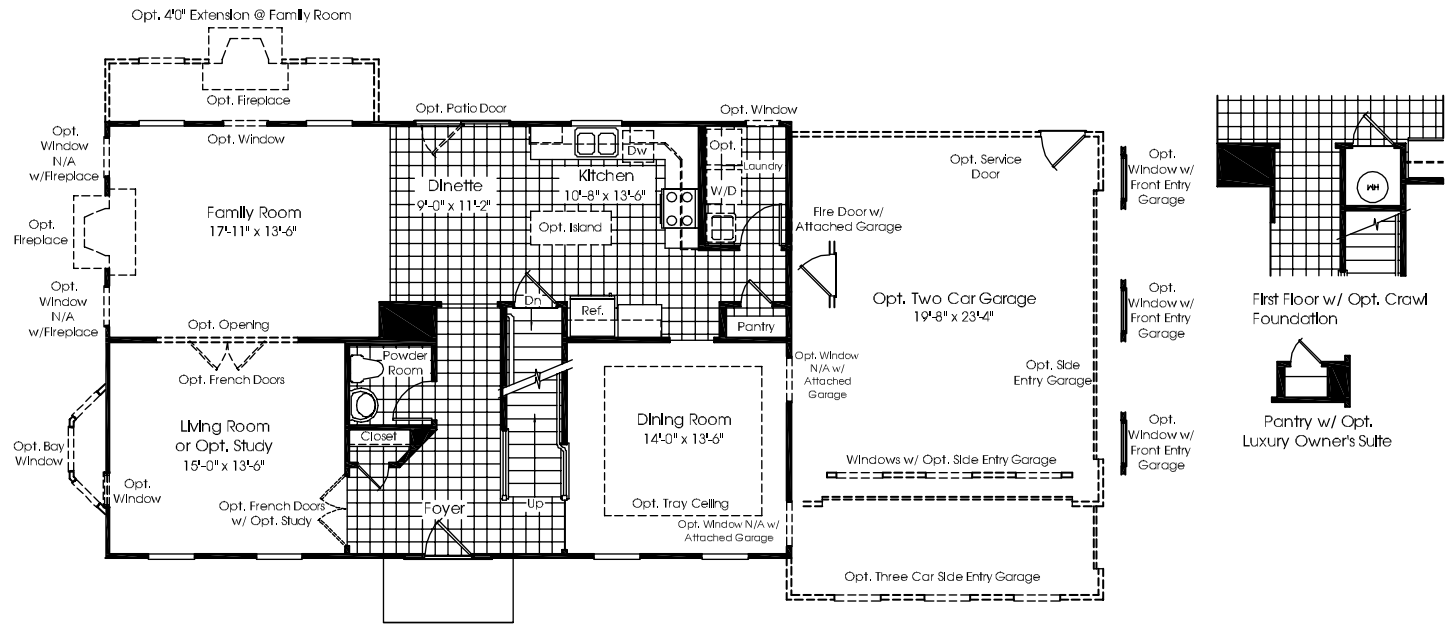 Opt. 4'0" Extension @ Family Room
Opt. Fireplace
Opt. Window
N/A
w/Fireplace
Opt. Window
Opt. Patio Door
Opt. Window
Opt.
Fireplace
Opt.
Window
N/A
w/Fireplace
Family Room
17'-11" x 13'-6"
Dinette
9'-0" x 11'-2"
Kitchen
10'-8" x 13'-6"
Dw
Opt. Island
Opt.
Laundry
W/D
Fire Door w/
Attached Garage
Opt. Service
Door
Opt. Two Car Garage
19'-8" x 23'-4"
Opt. Side
Entry Garage
Opt.
Window w/
Front Entry
Garage
Opt.
Window w/
Front Entry
Garage
Opt.
Window w/
Front Entry
Garage
Opt. Opening
Opt. French Doors
Powder
Room
Dn
Ref.
Pantry
Opt. Window
N/A w/
Attached
Garage
Living Room
or Opt. Study
15'-0" x 13'-6"
Closet
Opt. Bay
Window
Opt.
Window
Opt. French Doors
w/ Opt. Study
Foyer
Up
Dining Room
14'-0" x 13'-6"
Opt. Tray Ceiling
Opt. Window N/A w/
Attached Garage
Windows w/ Opt. Side Entry Garage
Opt. Three Car Side Entry Garage
HW
First Floor w/ Opt. Crawl
Foundation
Pantry w/ Opt.
Luxury Owner's Suite